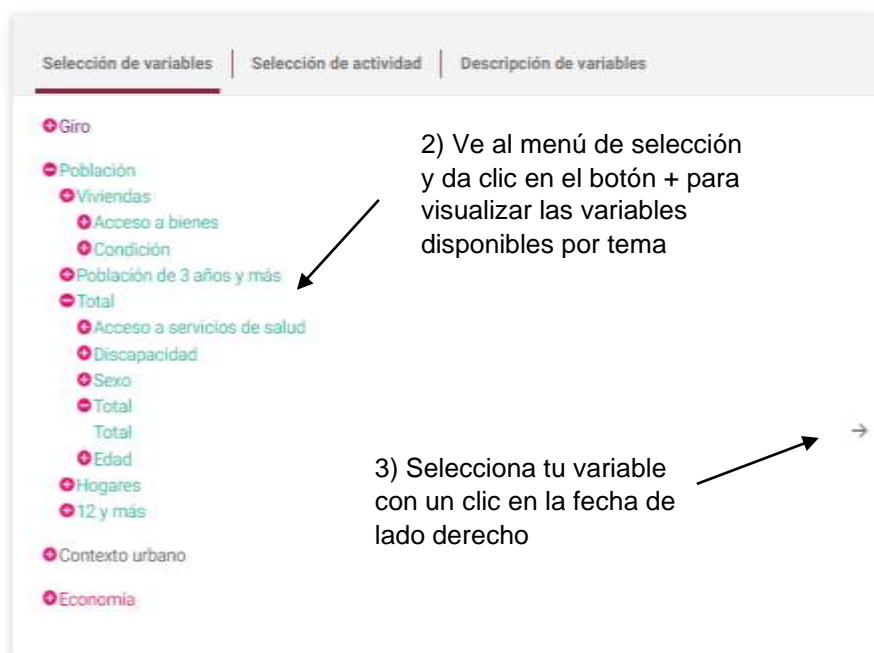 Selección de variables
Selección de actividad
Descripción de variables
Giro
Población
Viviendas
Acceso a bienes
Condición
Población de 3 años y más
Total
Acceso a servicios de salud
Discapacidad
Sexo
Total
Total
Edad
Hogares
12 y más
Contexto urbano
Economía
2) Ve al menú de selección
y da clic en el botón + para
visualizar las variables
disponibles por tema
3) Selecciona tu variable
con un clic en la fecha de
lado derecho